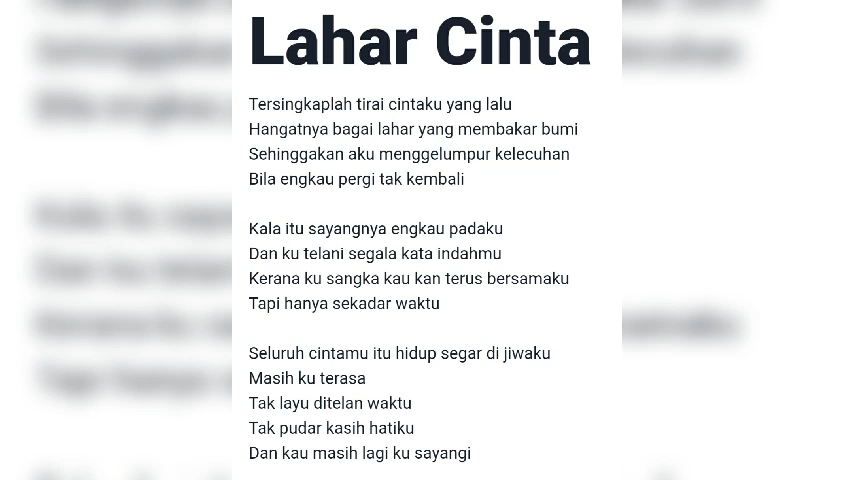 Lahar Cinta
Tersingkaplah tirai cintaku yang lalu
Hangatnya bagai lahar yang membakar bumi
Sehinggakan aku menggelumpur kelecuhan
Bila engkau pergi tak kembali
Kala itu sayangnya engkau padaku
Dan ku telani segala kata indahmu
Kerana ku sangka kau kan terus bersamaku
Tapi hanya sekadar waktu
Seluruh cintamu itu hidup segar di jiwaku
Masih ku terasa
Tak layu ditelan waktu
Tak pudar kasih hatiku
Dan kau masih lagi ku sayangi